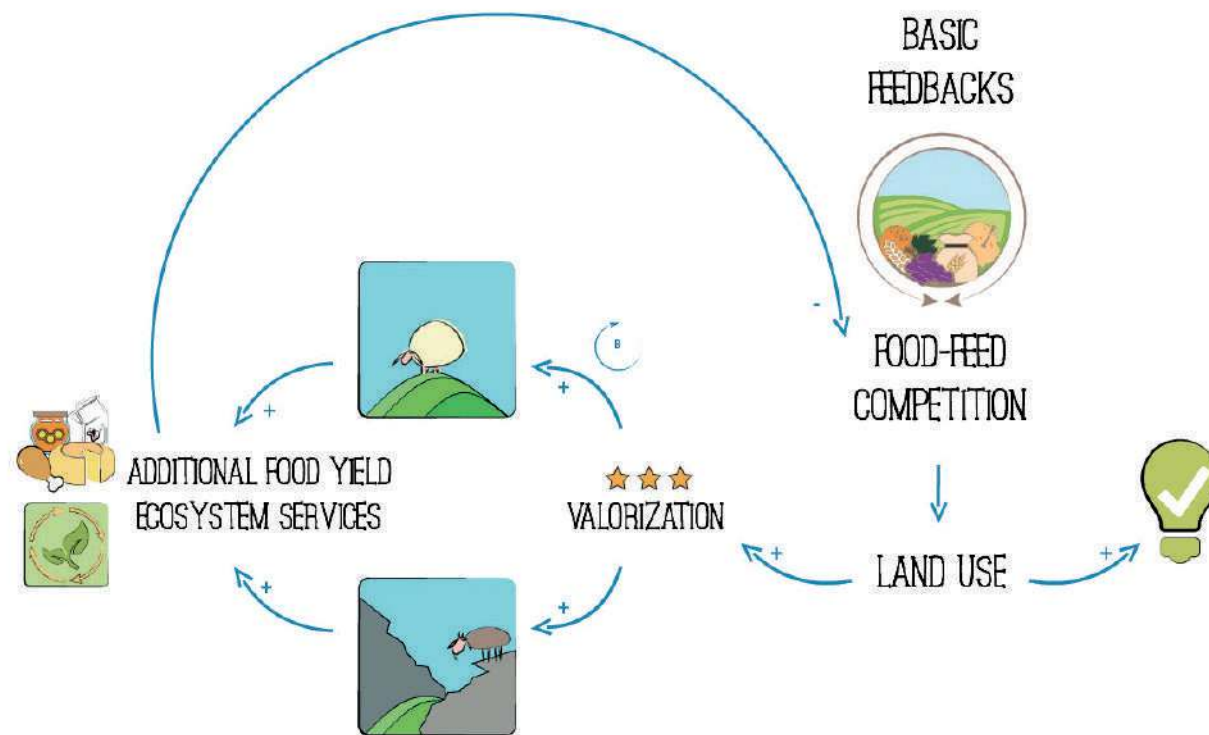 BASIC
FEEDBACKS
-
B
FOOD-FEED
COMPETITION
+
+
ADDITIONAL FOOD YIELD
ECOSYSTEM SERVICES
VALORIZATION
+
+
LAND USE
+
+